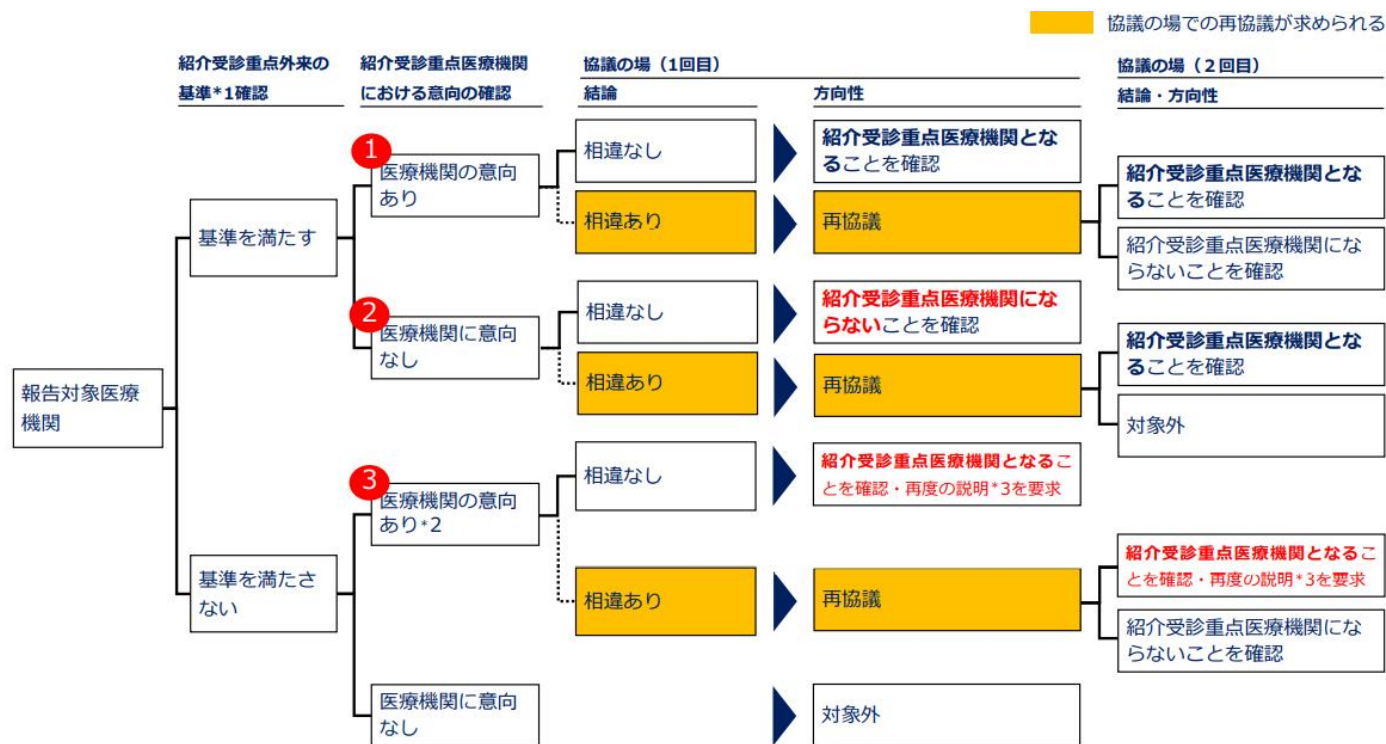 協議の場での再協議が求められる
紹介受診重点外来の
基準*1確認
紹介受診重点医療機関
における意向の確認
協議の場（1回目）
結論
方向性
協議の場（２回目）
結論・方向性
報告対象医療
機関
基準を満たす
1
医療機関の意向
あり
相違なし
紹介受診重点医療機関とな
ることを確認
相違あり
再協議
紹介受診重点医療機関とな
ることを確認
紹介受診重点医療機関にな
らないことを確認
2
医療機関に意向
なし
相違なし
紹介受診重点医療機関にな
らないことを確認
相違あり
再協議
紹介受診重点医療機関とな
ることを確認
対象外
基準を満たさ
ない
3
医療機関の意向
あり*2
相違なし
紹介受診重点医療機関となるこ
とを確認・再度の説明*3を要求
相違あり
再協議
紹介受診重点医療機関となるこ
とを確認・再度の説明*3を要求
紹介受診重点医療機関にな
らないことを確認
医療機関に意向
なし
対象外